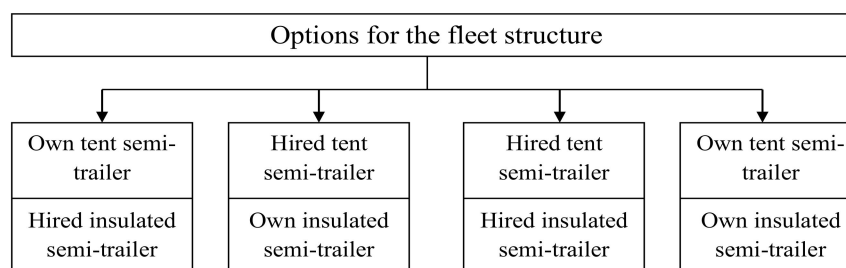 Options for the fleet structure
Own tent semi-
trailer
Hired insulated
semi-trailer
Hired tent
semi-trailer
Own insulated
semi-trailer
Hired tent
semi-trailer
Hired insulated
semi-trailer
Own tent semi-
trailer
Own insulated
semi-trailer